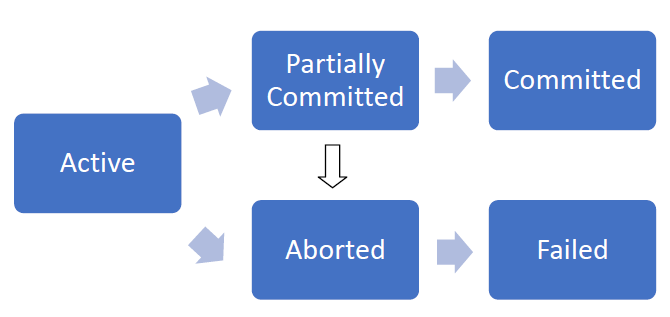 Partially
Committed
Committed
Active
Aborted
Failed